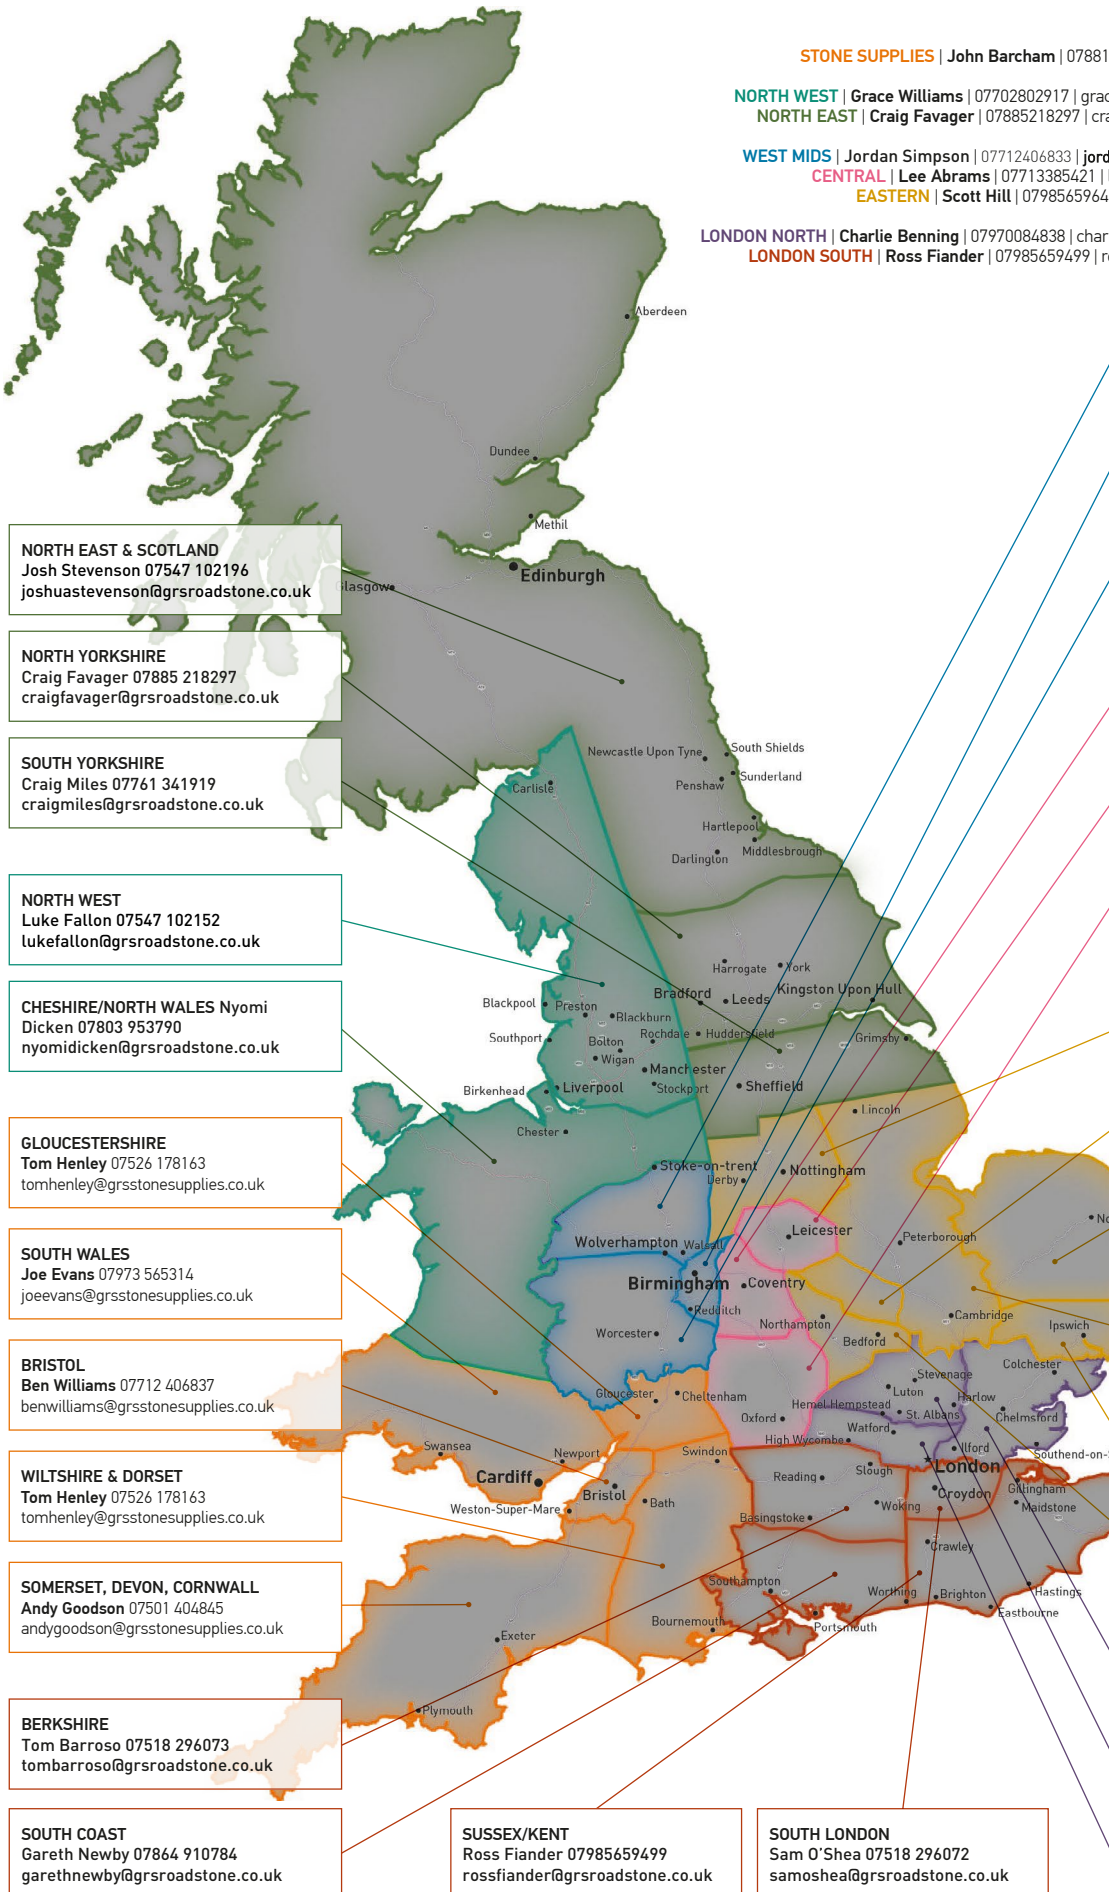 STONE SUPPLIES | John Barcham | 07881
NORTH WEST | Grace Williams | 07702802917 | grac
NORTH EAST | Craig Favager | 07885218297 | cra
WEST MIDS | Jordan Simpson | 07712406833 | jord
CENTRAL | Lee Abrams | 07713385421 | l
EASTERN | Scott Hill | 0798565964
LONDON NORTH | Charlie Benning | 07970084838 | char
LONDON SOUTH | Ross Fiander | 07985659499 | r
Aberdeen
Dundee
Methil
Edinburgh
Glasgow
NORTH EAST & SCOTLAND
Josh Stevenson 07547 102196
joshuastevenson@grsroadstone.co.uk
NORTH YORKSHIRE
Craig Favager 07885 218297
craigfavager@grsroadstone.co.uk
SOUTH YORKSHIRE
Craig Miles 07761 341919
craigmiles@grsroadstone.co.uk
NORTH WEST
Luke Fallon 07547 102152
lukefallon@grsroadstone.co.uk
CHESHIRE/NORTH WALES Nyomi
Dicken 07803 953790
nyomidicken@grsroadstone.co.uk
GLOUCESTERSHIRE
Tom Henley 07526 178163
tomhenley@grsstonesupplies.co.uk
SOUTH WALES
Joe Evans 07973 565314
joeevans@grsstonesupplies.co.uk
BRISTOL
Ben Williams 07712 406837
benwilliams@grsstonesupplies.co.uk
WILTSHIRE & DORSET
Tom Henley 07526 178163
tomhenley@grsstonesupplies.co.uk
SOMERSET, DEVON, CORNWALL
Andy Goodson 07501 404845
andygoodson@grsstonesupplies.co.uk
BERKSHIRE
Tom Barroso 07518 296073
tombarroso@grsroadstone.co.uk
SOUTH COAST
Gareth Newby 07864 910784
garethnewby@grsroadstone.co.uk
SUSSEX/KENT
Ross Fiander 07985659499
rossfiander@grsroadstone.co.uk
SOUTH LONDON
Sam O'Shea 07518 296072
samoshea@grsroadstone.co.uk
Newcastle Upon Tyne
South Shields
Sunderland
Penshaw
Carlisle
Hartlepool
Middlesbrough
Darlington
Harrogate
York
Bradford
Leeds
Kingston Upon Hull
Blackpool
Preston
Blackburn
Southport
Bolton
Rochdale
Huddersfield
Grimsby
Wigan
Manchester
Birkenhead
Liverpool
Stockport
Sheffield
Chester
Lincoln
Stoke-on-trent
Nottingham
Derby
Leicester
No
Peterborough
Wolverhampton
Walsall
Birmingham
Coventry
Redditch
Northampton
Cambridge
Worcester
Bedford
Ipswich
Stevenage
Colchester
Gloucester
Cheltenham
Luton
Hemel Hempstead
Harlow
Oxford
St. Albans
Chelmsford
Watford
High Wycombe
Ilford
Southend-on-S
Swansea
Newport
Swindon
Cardiff
Slough
London
Reading
Croydon
Gillingham
Bristol
Bath
Woking
Maidstone
Weston-Super-Mare
Basingstoke
Crawley
Southampton
Worthing
Brighton
Hastings
Eastbourne
Bournemouth
Portsmouth
Exeter
Plymouth